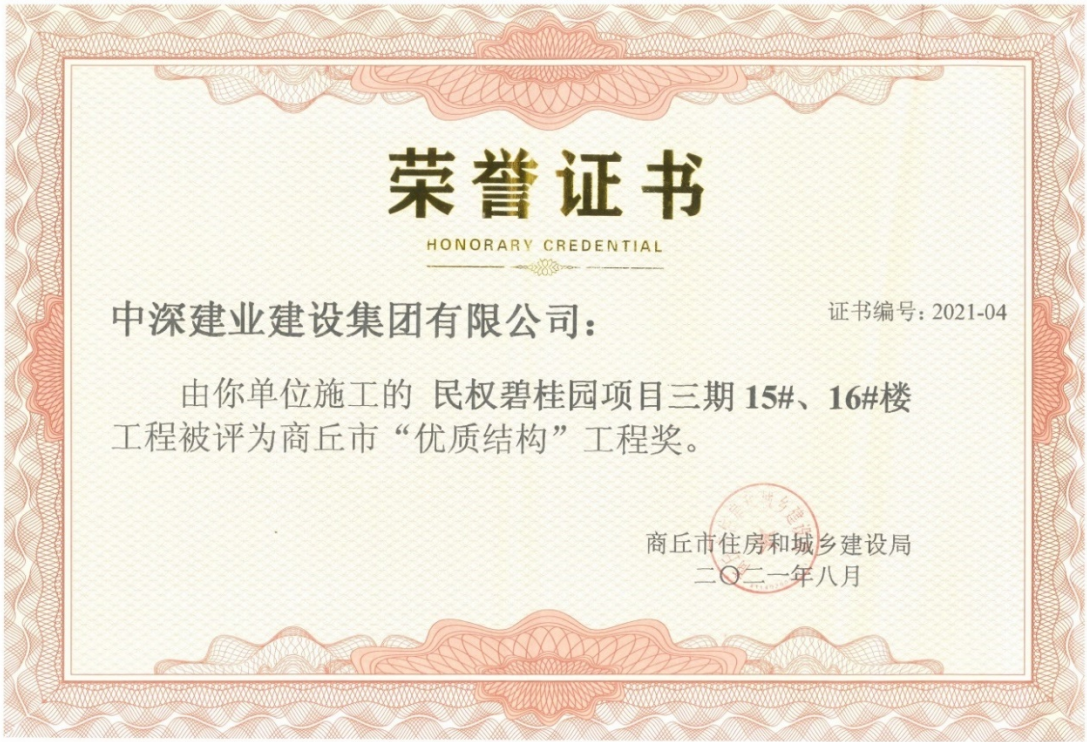 荣誉证书
HONORARY CREDENTIAL
中深建业建设集团有限公司：
证书编号：2021-04
由你单位施工的 民权碧桂园项目三期15#、16#楼
工程被评为商丘市“优质结构”工程奖。
商丘市住房和城乡建设局
二〇二一年八月